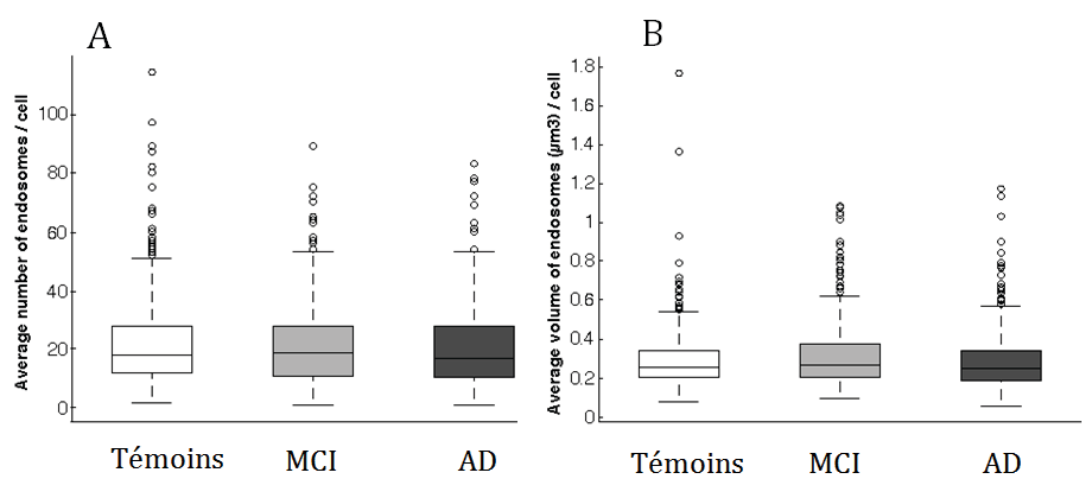 A
Average number of endosomes / cell
100
80
60
40
20
0
Témoins
MCI
AD
B
Average volume of endosomes (µm3) / cell
1.8
1.6
1.4
1.2
1
0.8
0.6
0.4
0.2
0
Témoins
MCI
AD